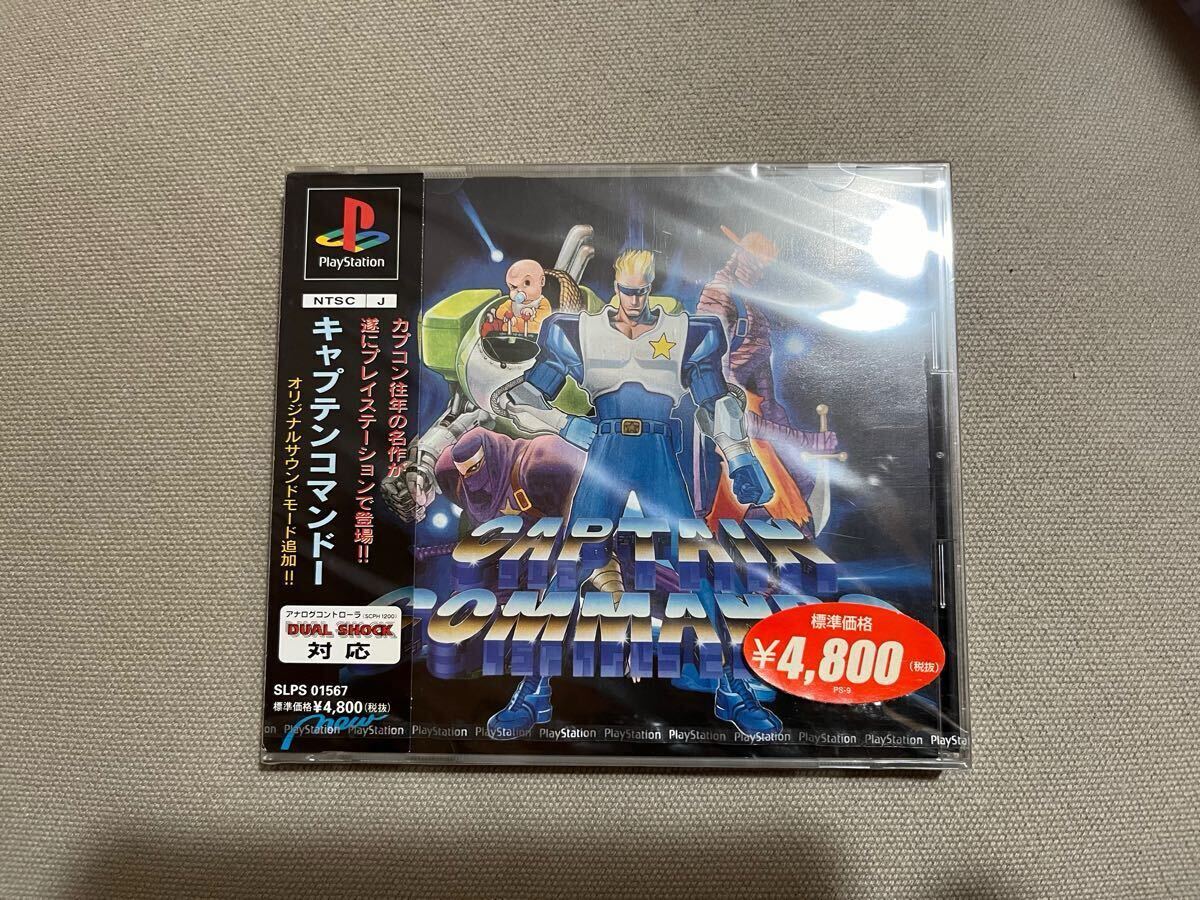 PlayStation
NTSC J
カプコン往年の名作が
遂にプレイステーションで登場!!
キャプテンコマンドー
オリジナルサウンドモード追加!!
アナログコントローラ(SCPH 1200)
DUAL SHOCK
対応
SLPS 01567
標準価格¥4,800(税抜)
new
PlayStation PlayStation PlayStation PlayStation PlayStation PlayStation PlayStation PlayStation PlayStation PlayStation PlaySta
CAPTAIN
COMMAN
標準価格
¥4,800(税抜)
PS-9